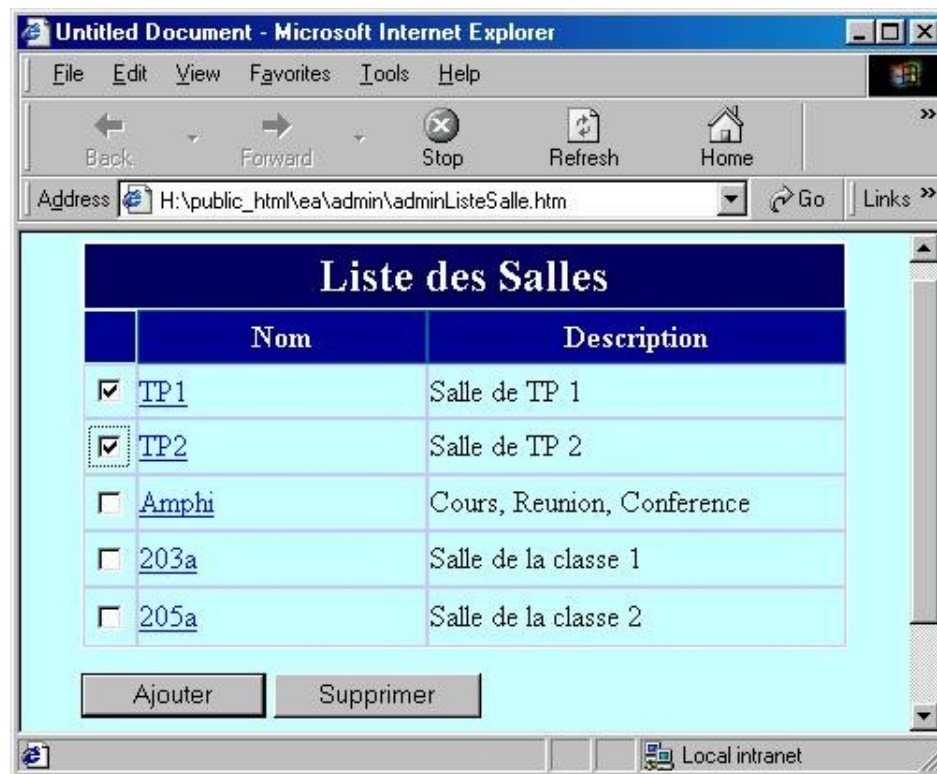 Untitled Document - Microsoft Internet Explorer
File Edit View Favorites Tools Help
Back Forward Stop Refresh Home »
Address H:\public_html\ea\admin\adminListeSalle.htm Go Links »
Liste des Salles
Nom Description
TP1 Salle de TP 1
TP2 Salle de TP 2
Amphi Cours, Reunion, Conference
203a Salle de la classe 1
205a Salle de la classe 2
Ajouter Supprimer
Local intranet